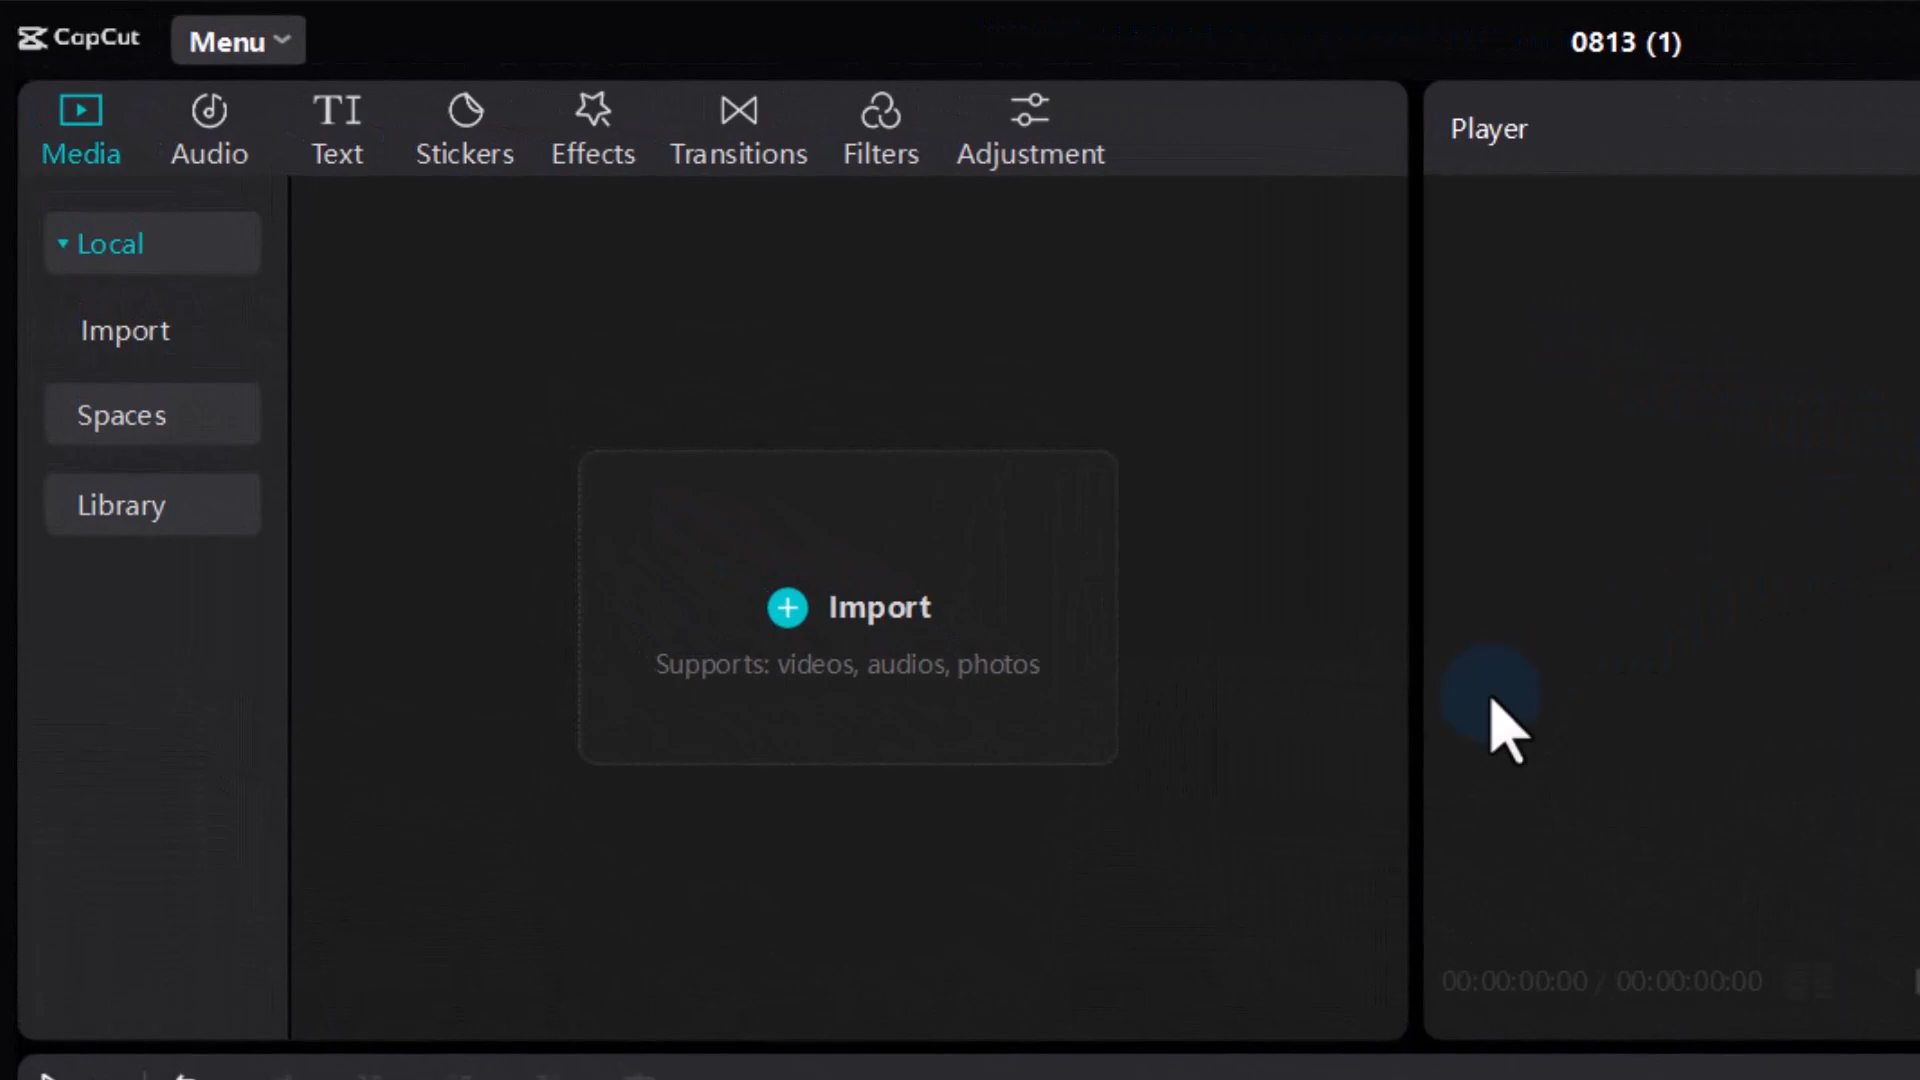 CapCut
Menu
0813 (1)
Media
Audio
Text
Stickers
Effects
Transitions
Filters
Adjustment
Player
Local
Import
Spaces
Library
Import
Supports: videos, audios, photos
00:00:00:00 / 00:00:00:00